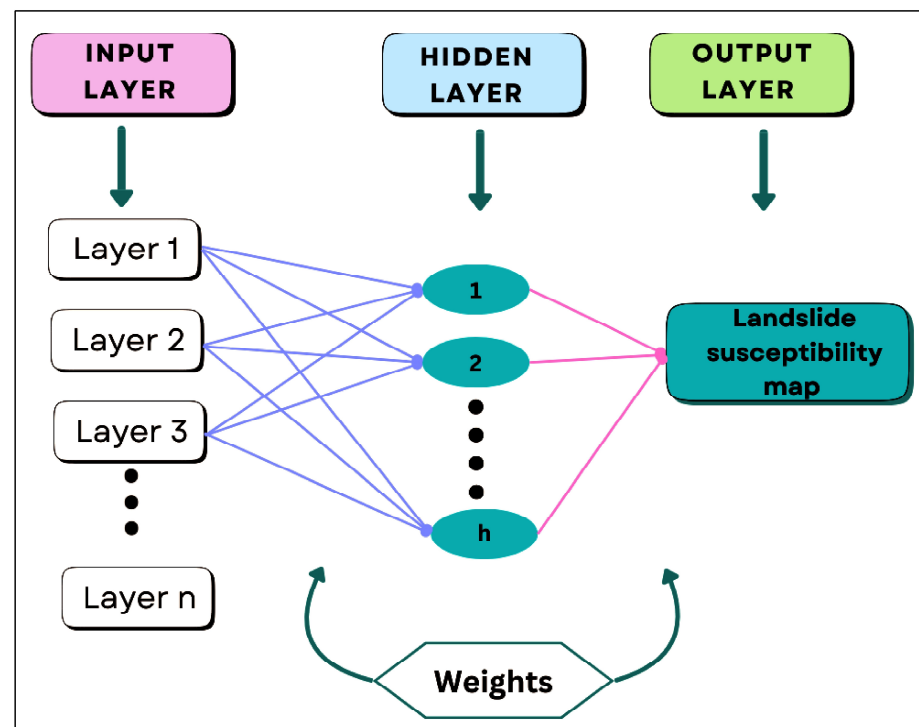 INPUT
LAYER
HIDDEN
LAYER
OUTPUT
LAYER
Layer 1
Layer 2
Layer 3
Layer n
1
2
h
Landslide
susceptibility
map
Weights